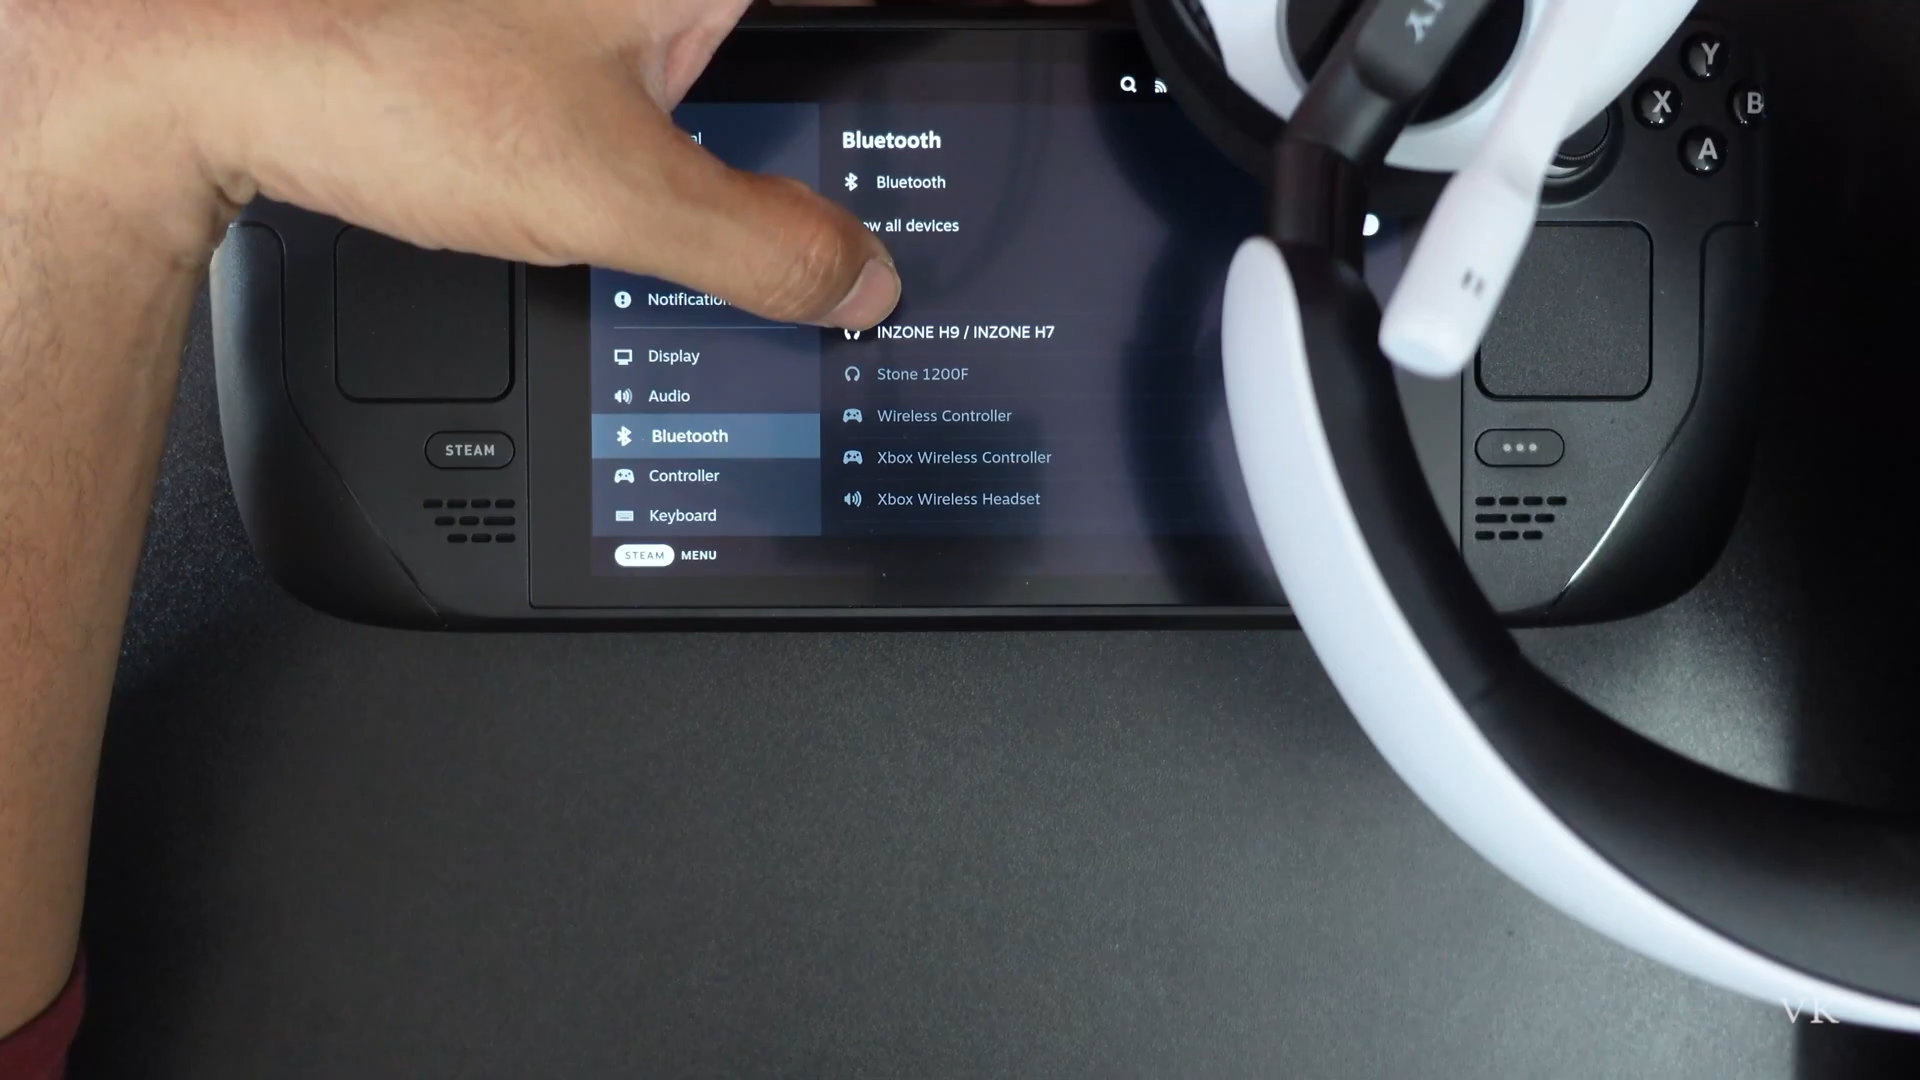 Y
X
B
A
Bluetooth
Bluetooth
all devices
Display
Audio
Bluetooth
Controller
Keyboard
STEAM MENU
INZONE H9 / INZONE H7
Stone 1200F
Wireless Controller
Xbox Wireless Controller
Xbox Wireless Headset
STEAM
VK